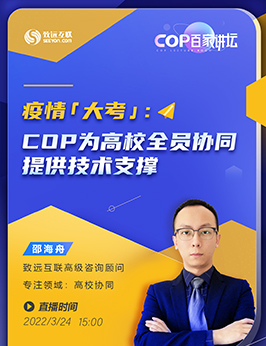 致远互联
SEEYON.COM
COP百家讲坛
疫情「大考」:
COP为高校全员协同
提供技术支撑
邵海舟
致远互联高级咨询顾问
专注领域：高校协同
直播时间
2022/3/24 15:00